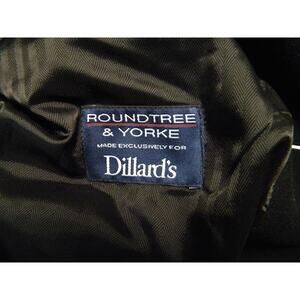 ROUNDTREE
& YORKE
MADE EXCLUSIVELY FOR
Dillard's